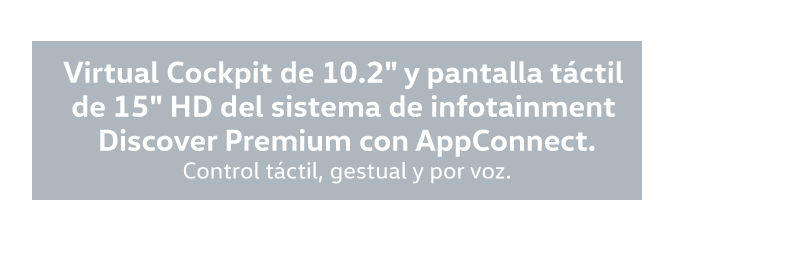 Virtual Cockpit de 10.2" y pantalla táctil
de 15" HD del sistema de infotainment
Discover Premium con AppConnect.
Control táctil, gestual y por voz.